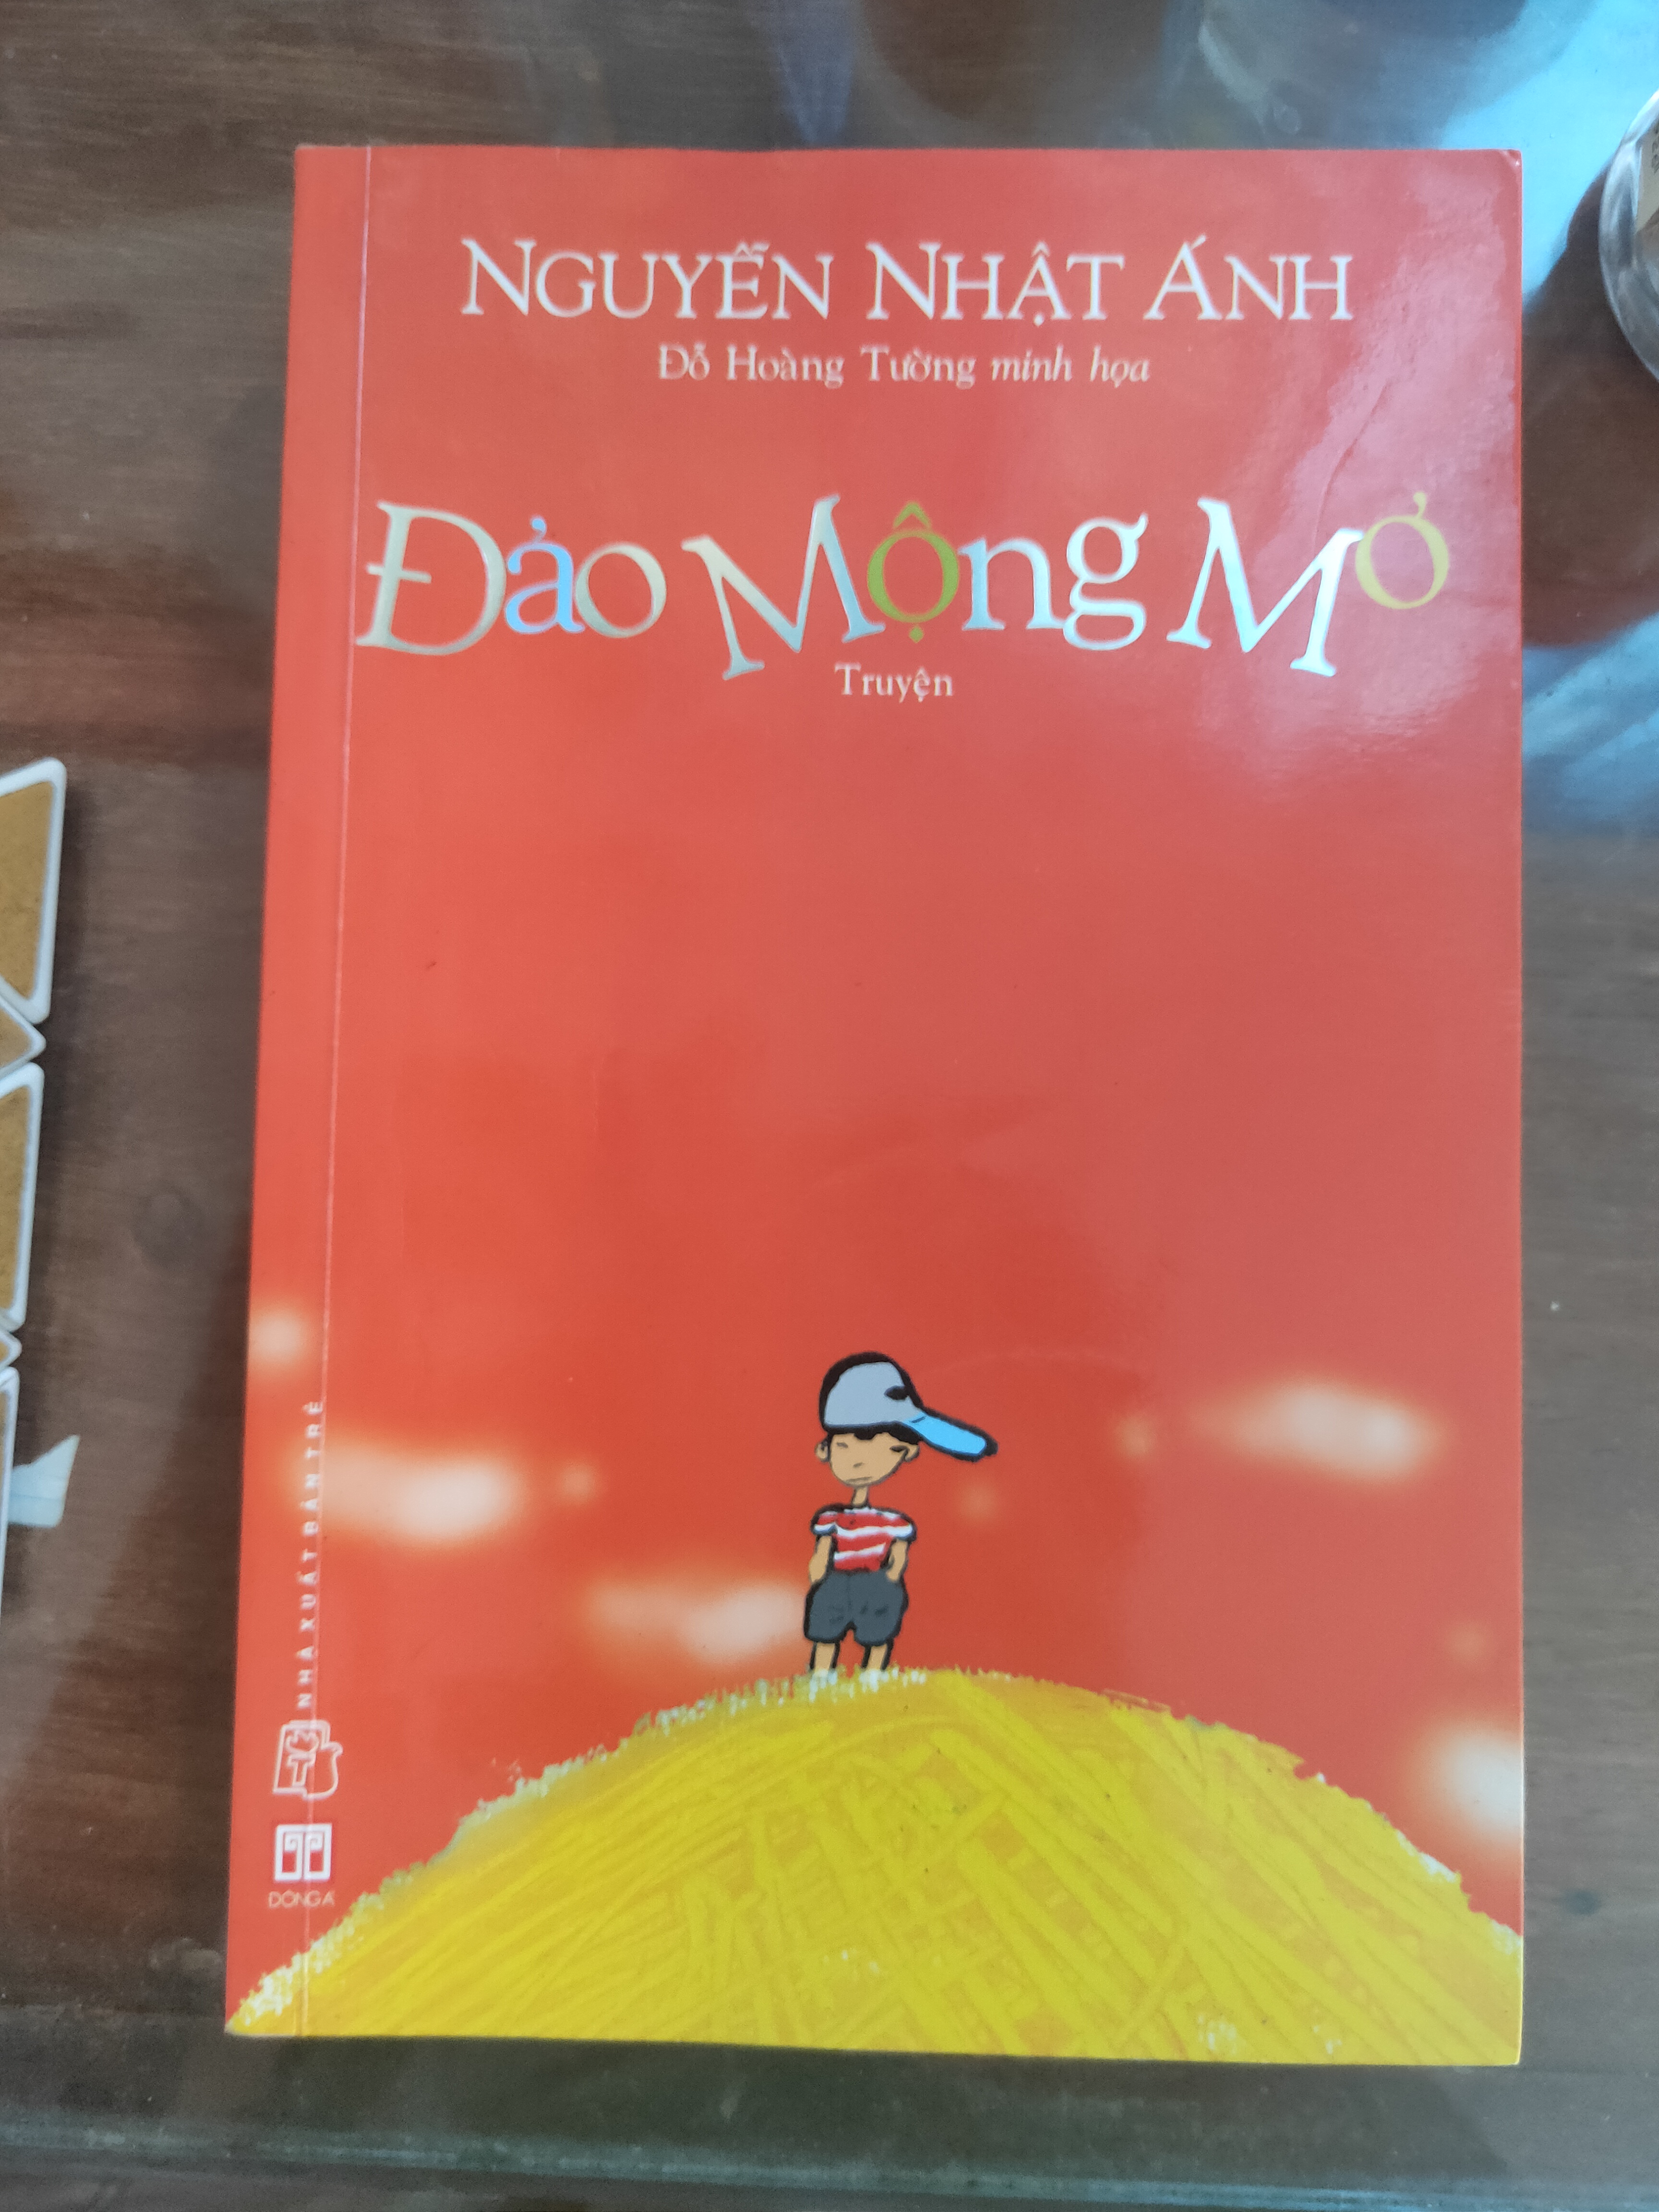 NGUYỄN NHẬT ÁNH
Đỗ Hoàng Tường minh họa
Đảo Mộng Mơ
Truyện
NHÀ XUẤT BẢN TRẺ
ĐÔNG A